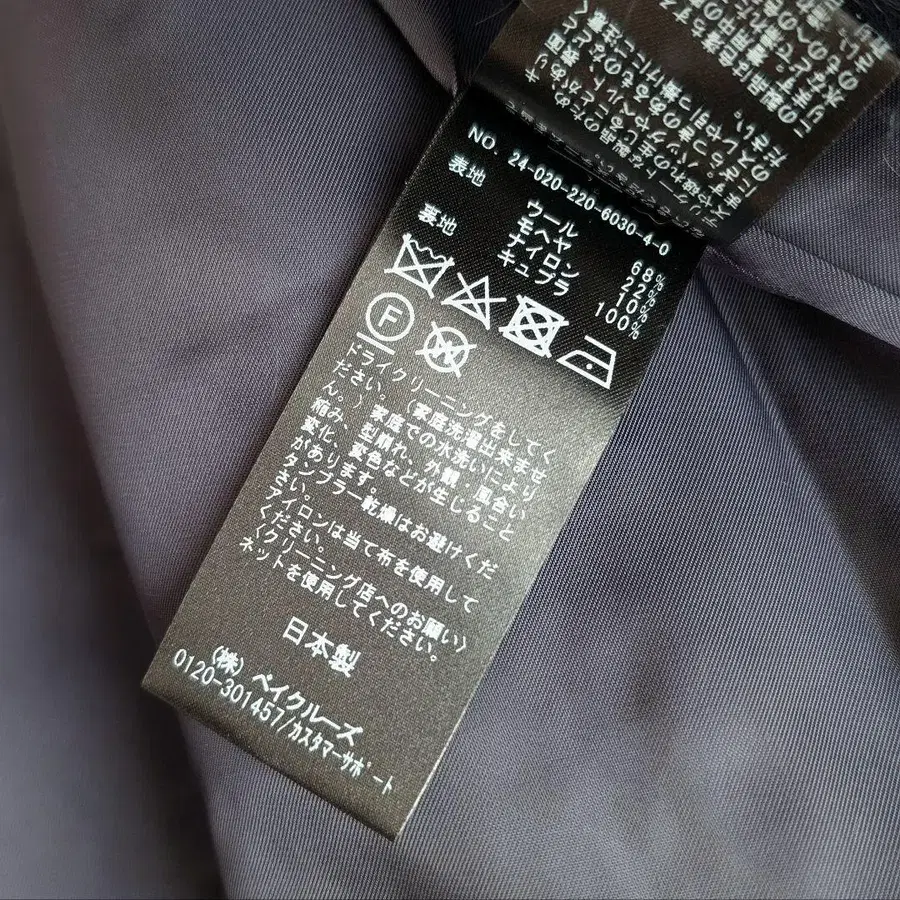 NO. 24-020-220-6030-4-0
表地 ウール 68%
モヘヤ 22%
ナイロン 10%
裏地 キュプラ 100%
F
W
ドライクリーニングをして
ください。(家庭洗濯出来ませ
ん。)家庭での水洗いにより
縮み、型崩れ、外観・風合い
変化、変色などが生じること
があります。
タンブラー乾燥はお避けくだ
さい。
アイロンは当て布を使用して
ください。
〈クリーニング店へのお願い〉
ネットを使用してください。
日本製
(株)ベイクルーズ
0120-301457/カスタマーサポート